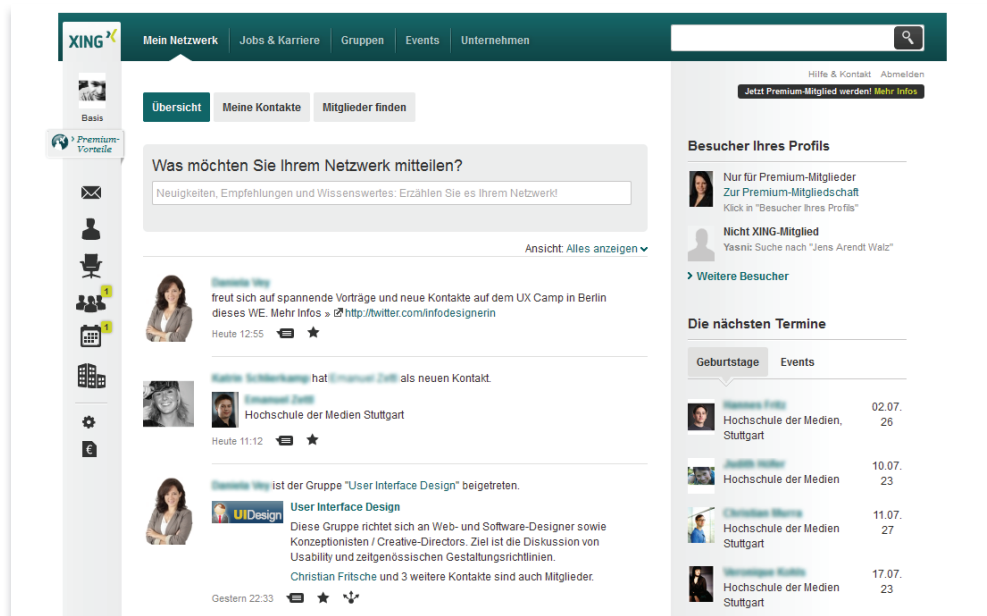 XING
Mein Netzwerk
Jobs & Karriere
Gruppen
Events
Unternehmen
Hilfe & Kontakt Abmelden
Jetzt Premium-Mitglied werden! Mehr Infos
Basis
Premium-
Vorteile
1
1
€
Übersicht
Meine Kontakte
Mitglieder finden
Was möchten Sie Ihrem Netzwerk mitteilen?
Neuigkeiten, Empfehlungen und Wissenswertes: Erzählen Sie es Ihrem Netzwerk!
Ansicht: Alles anzeigen
freut sich auf spannende Vorträge und neue Kontakte auf dem UX Camp in Berlin
dieses WE. Mehr Infos » http://twitter.com/infodesignerin
Heute 12:55
hat als neuen Kontakt.
Hochschule der Medien Stuttgart
Heute 11:12
ist der Gruppe "User Interface Design" beigetreten.
UIDesign
User Interface Design
Diese Gruppe richtet sich an Web- und Software-Designer sowie
Konzeptionisten / Creative-Directors. Ziel ist die Diskussion von
Usability und zeitgenössischen Gestaltungsrichtlinien.
Christian Fritsche und 3 weitere Kontakte sind auch Mitglieder.
Gestern 22:33
Besucher Ihres Profils
Nur für Premium-Mitglieder
Zur Premium-Mitgliedschaft
Klick in "Besucher Ihres Profils"
Nicht XING-Mitglied
Yasni: Suche nach "Jens Arendt Walz"
Weitere Besucher
Die nächsten Termine
Geburtstage
Events
02.07.
Hochschule der Medien, 26
Stuttgart
10.07.
Hochschule der Medien 23
11.07.
Hochschule der Medien 27
Stuttgart
17.07.
Hochschule der Medien 23
Stuttgart